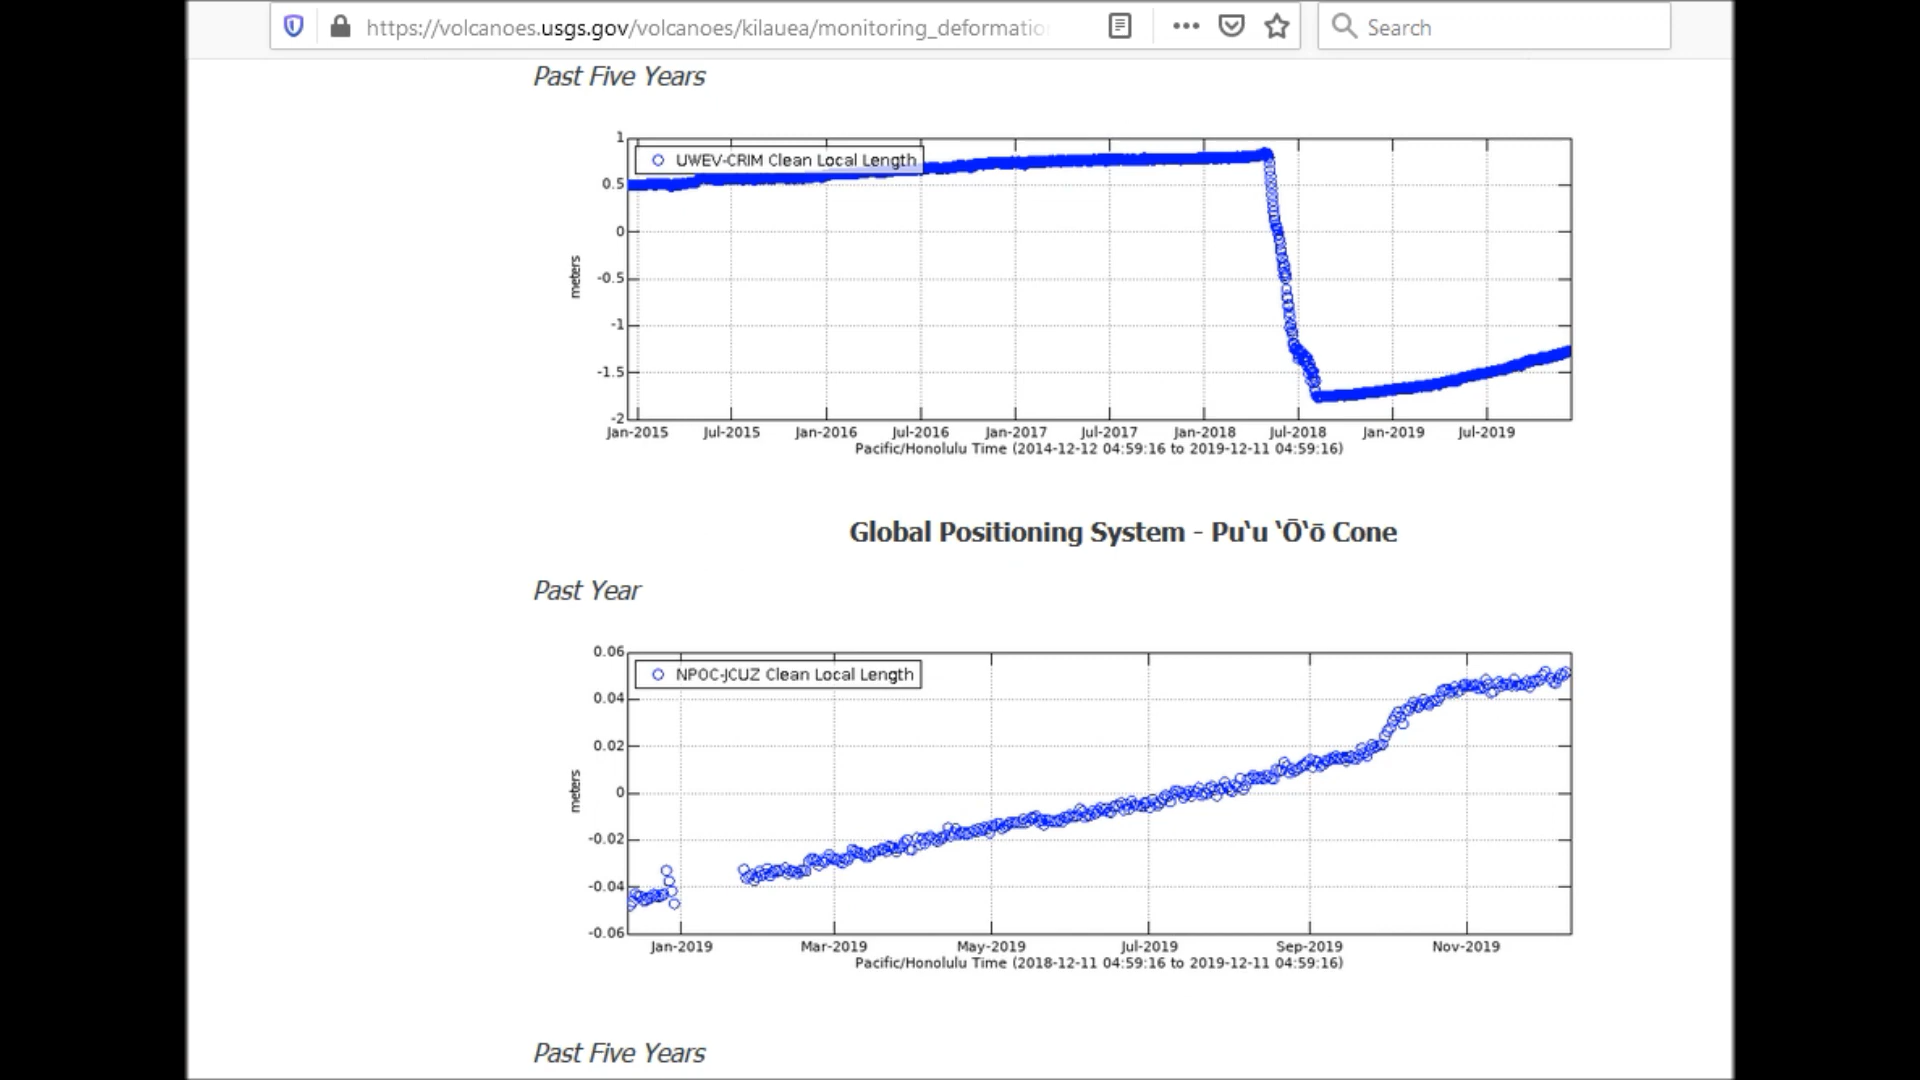 https://volcanoes.usgs.gov/volcanoes/kilauea/monitoring_deformatio
Search
Past Five Years
UWEV-CRIM Clean Local Length
1
0.5
0
-0.5
-1
-1.5
-2
meters
Jan-2015 Jul-2015 Jan-2016 Jul-2016 Jan-2017 Jul-2017 Jan-2018 Jul-2018 Jan-2019 Jul-2019
Pacific/Honolulu Time (2014-12-12 04:59:16 to 2019-12-11 04:59:16)
Global Positioning System - Pu‘u ‘Ō‘ō Cone
Past Year
NPOC-JCUZ Clean Local Length
0.06
0.04
0.02
0
-0.02
-0.04
-0.06
meters
Jan-2019 Mar-2019 May-2019 Jul-2019 Sep-2019 Nov-2019
Pacific/Honolulu Time (2018-12-11 04:59:16 to 2019-12-11 04:59:16)
Past Five Years